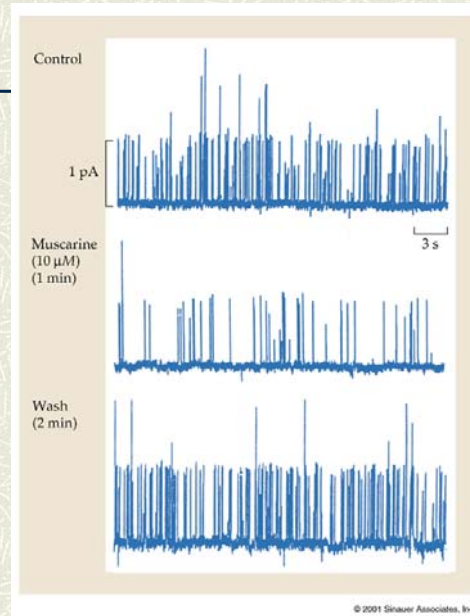 Control
1 pA
3 s
Muscarine
(10 µM)
(1 min)
Wash
(2 min)
© 2001 Sinauer Associates, Inc